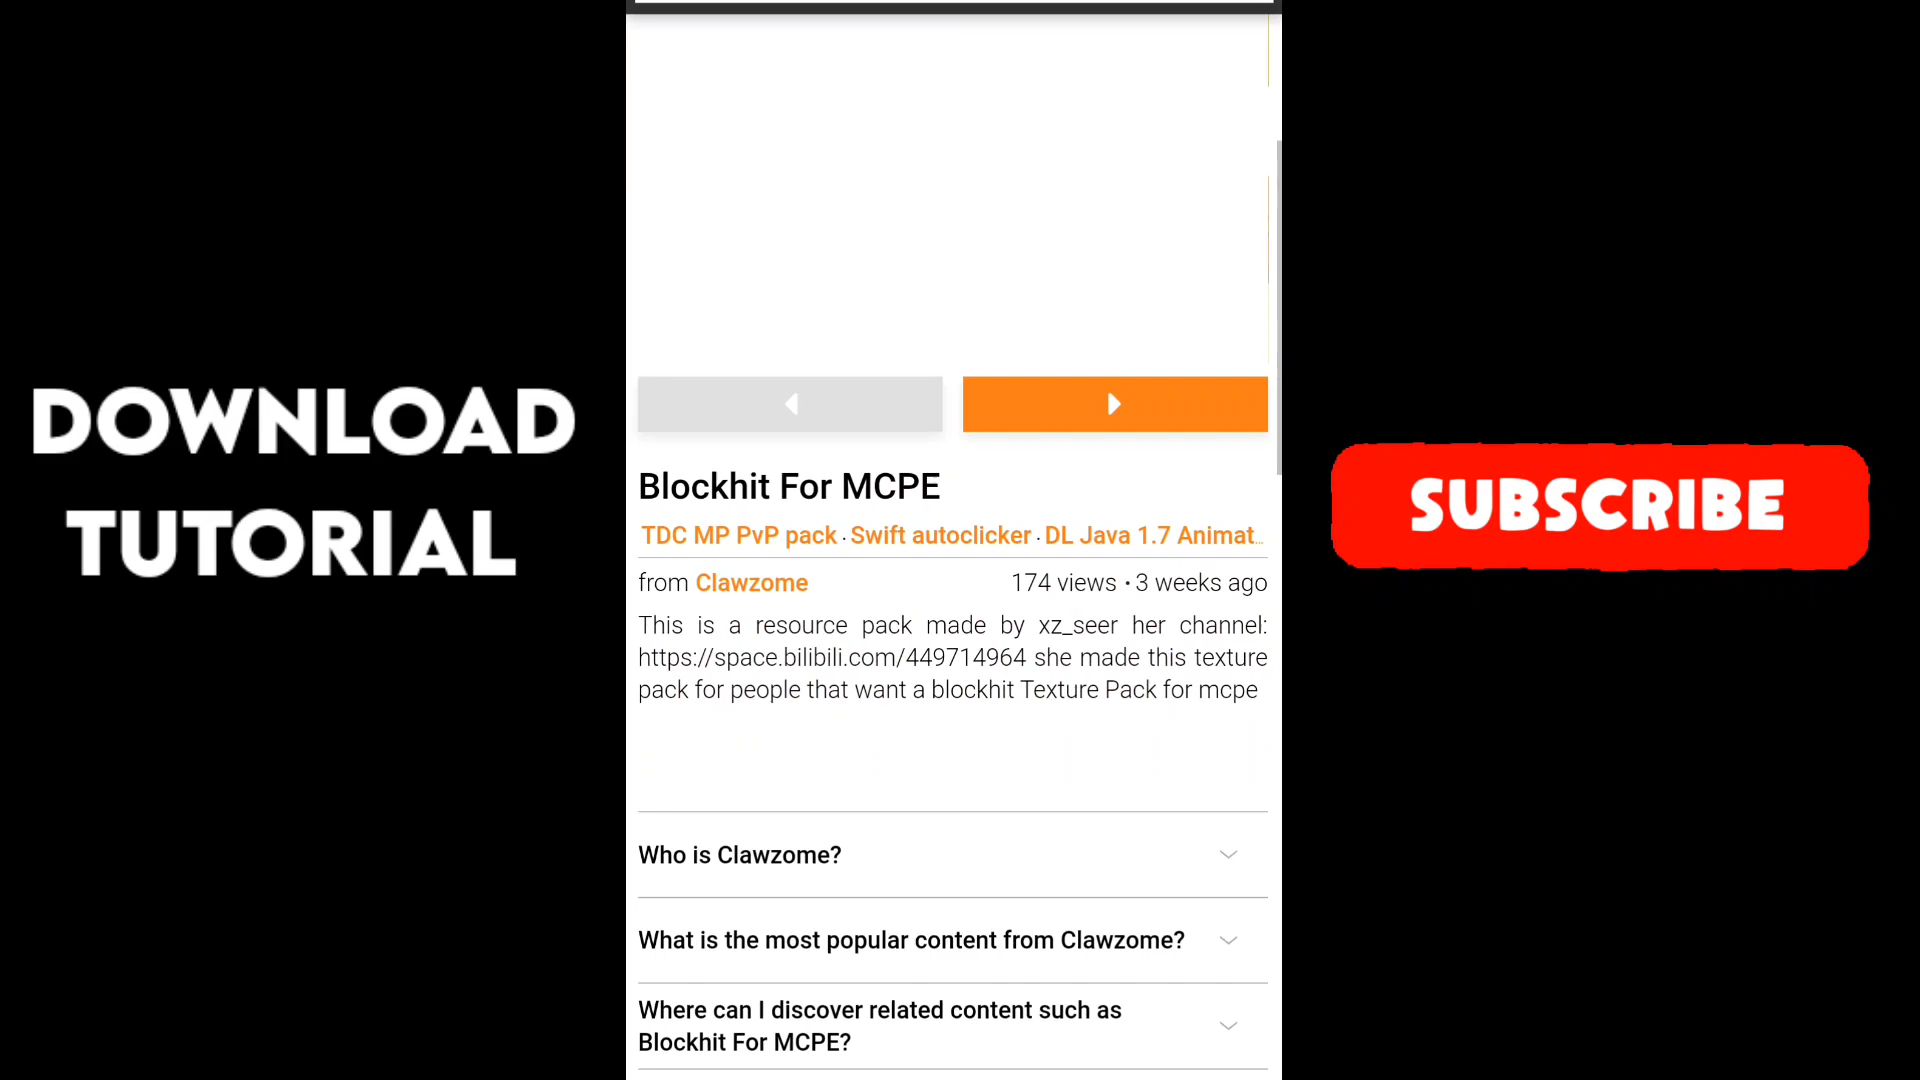 DOWNLOAD
TUTORIAL
Blockhit For MCPE
TDC MP PvP pack · Swift autoclicker · DL Java 1.7 Animat...
from Clawzome 174 views • 3 weeks ago
This is a resource pack made by xz_seer her channel:
https://space.bilibili.com/449714964 she made this texture
pack for people that want a blockhit Texture Pack for mcpe
Who is Clawzome?
What is the most popular content from Clawzome?
Where can I discover related content such as
Blockhit For MCPE?
SUBSCRIBE